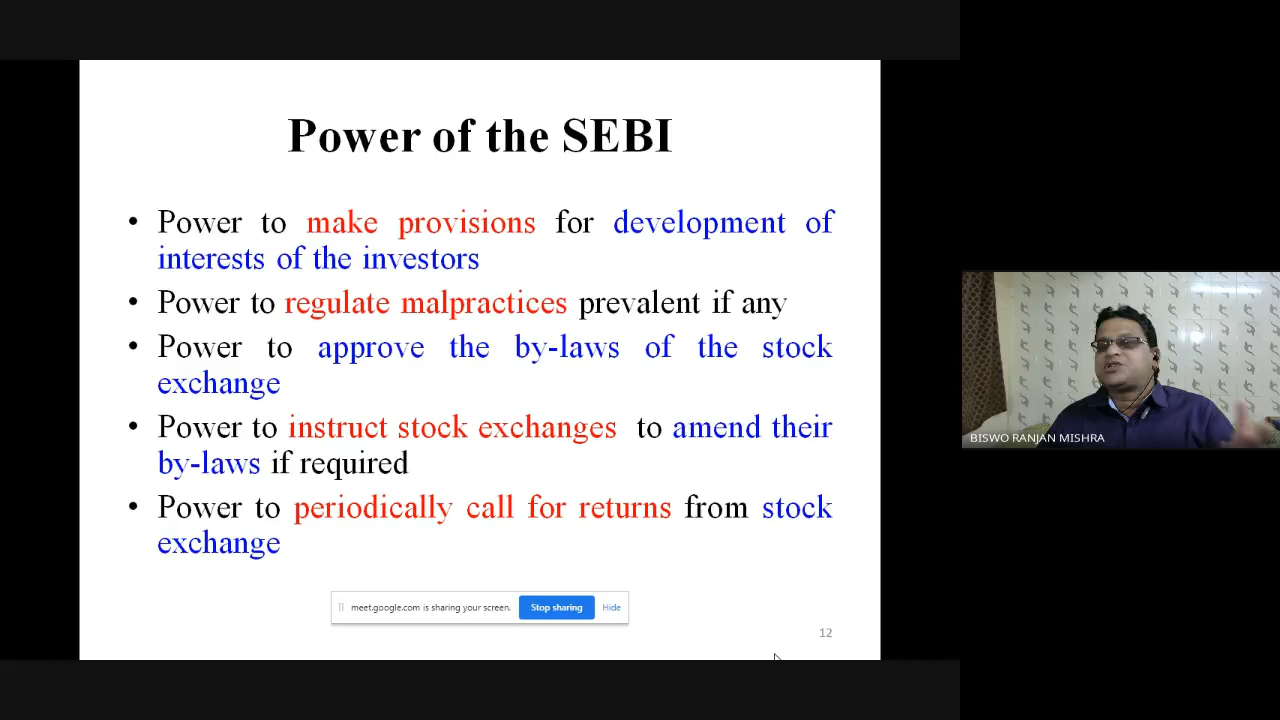 Power of the SEBI
• Power to make provisions for development of
interests of the investors
• Power to regulate malpractices prevalent if any
• Power to approve the by-laws of the stock
exchange
• Power to instruct stock exchanges to amend their
by-laws if required
• Power to periodically call for returns from stock
exchange
meet.google.com is sharing your screen. Stop sharing Hide
12
BISWO RANJAN MISHRA